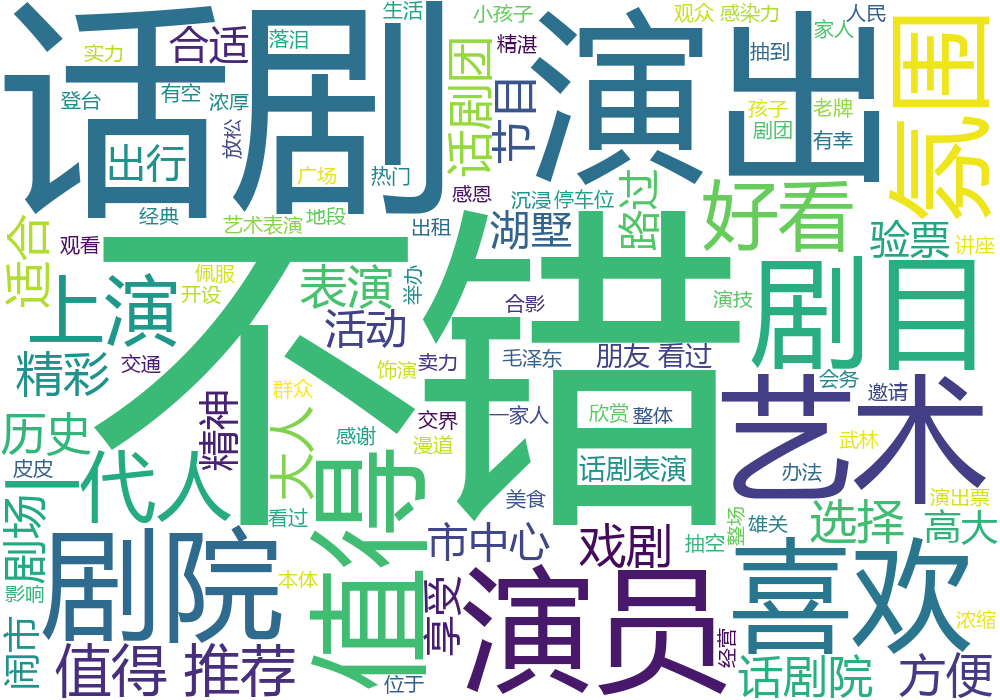 话剧
演出
氛围
不错
剧目
艺术
喜欢
演员
剧院
值得
一代人
上演
好看
表演
合适
出行
话剧团
节目
路过
湖墅
验票
适合
精彩
历史
活动
朋友 看过
精神
大人
剧场
闹市
值得 推荐
市中心
享受
戏剧
话剧表演
选择
高大
话剧院
方便
生活
小孩子
观众 感染力
人民
家人
实力
落泪
精湛
抽到
登台
有空
浓厚
放松
孩子
老牌
剧团
有幸
广场
热门
感恩
沉浸
停车位
经典
艺术表演
地段
出租
观看
佩服
开设
举办
合影
演技
讲座
交通
饰演
卖力
毛泽东
会务
邀请
群众
交界
漫道
一家人
欣赏
整体
感谢
武林
皮皮
办法
看过
美食
整场
雄关
演出票
抽空
影响
本体
浓缩
经营
位于